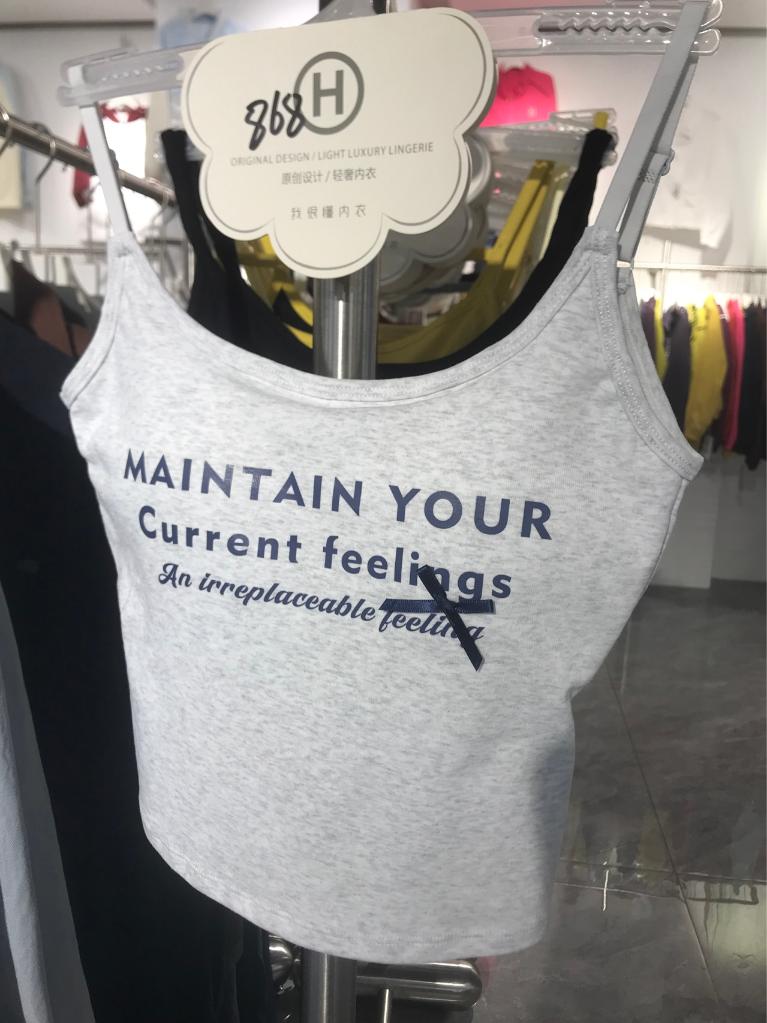 868 H
ORIGINAL DESIGN / LIGHT LUXURY LINGERIE
原创设计 / 轻奢内衣
我很懂内衣
MAINTAIN YOUR
Current feelings
An irreplaceable feeling